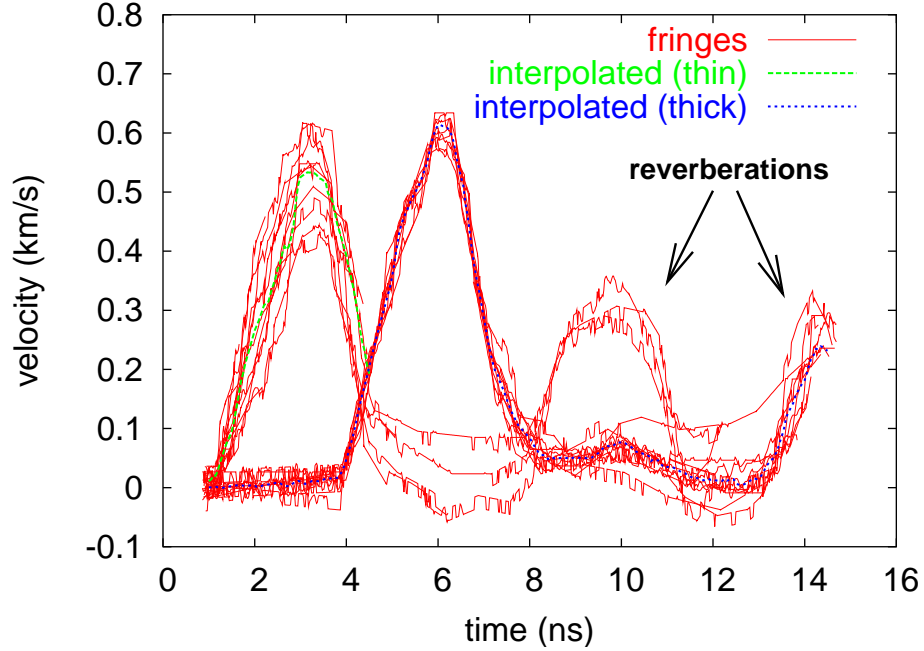 0.8
0.7
0.6
0.5
0.4
0.3
0.2
0.1
0
-0.1
velocity (km/s)
fringes
interpolated (thin)
interpolated (thick)
reverberations
0 2 4 6 8 10 12 14 16
time (ns)